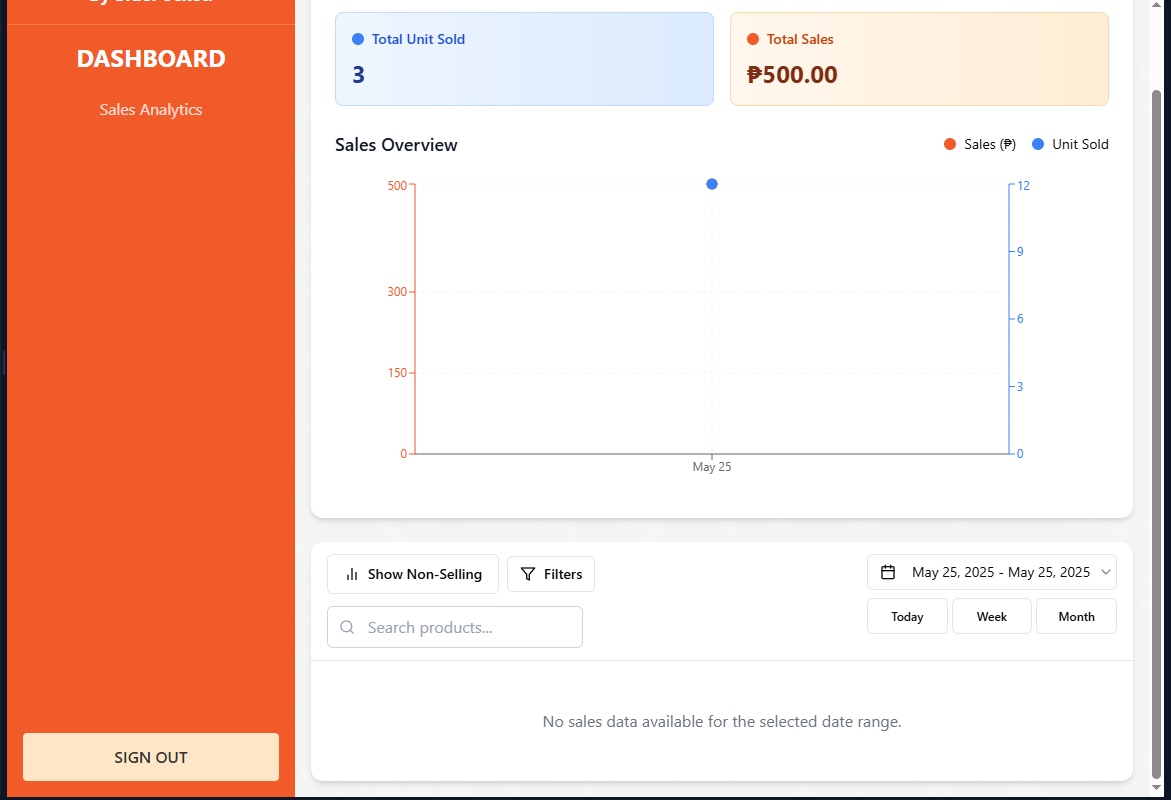 DASHBOARD
Sales Analytics
SIGN OUT
Total Unit Sold
3
Total Sales
₱500.00
Sales Overview
Sales (₱)
Unit Sold
500
300
150
0
12
9
6
3
0
May 25
Show Non-Selling
Filters
May 25, 2025 - May 25, 2025
Search products...
Today
Week
Month
No sales data available for the selected date range.